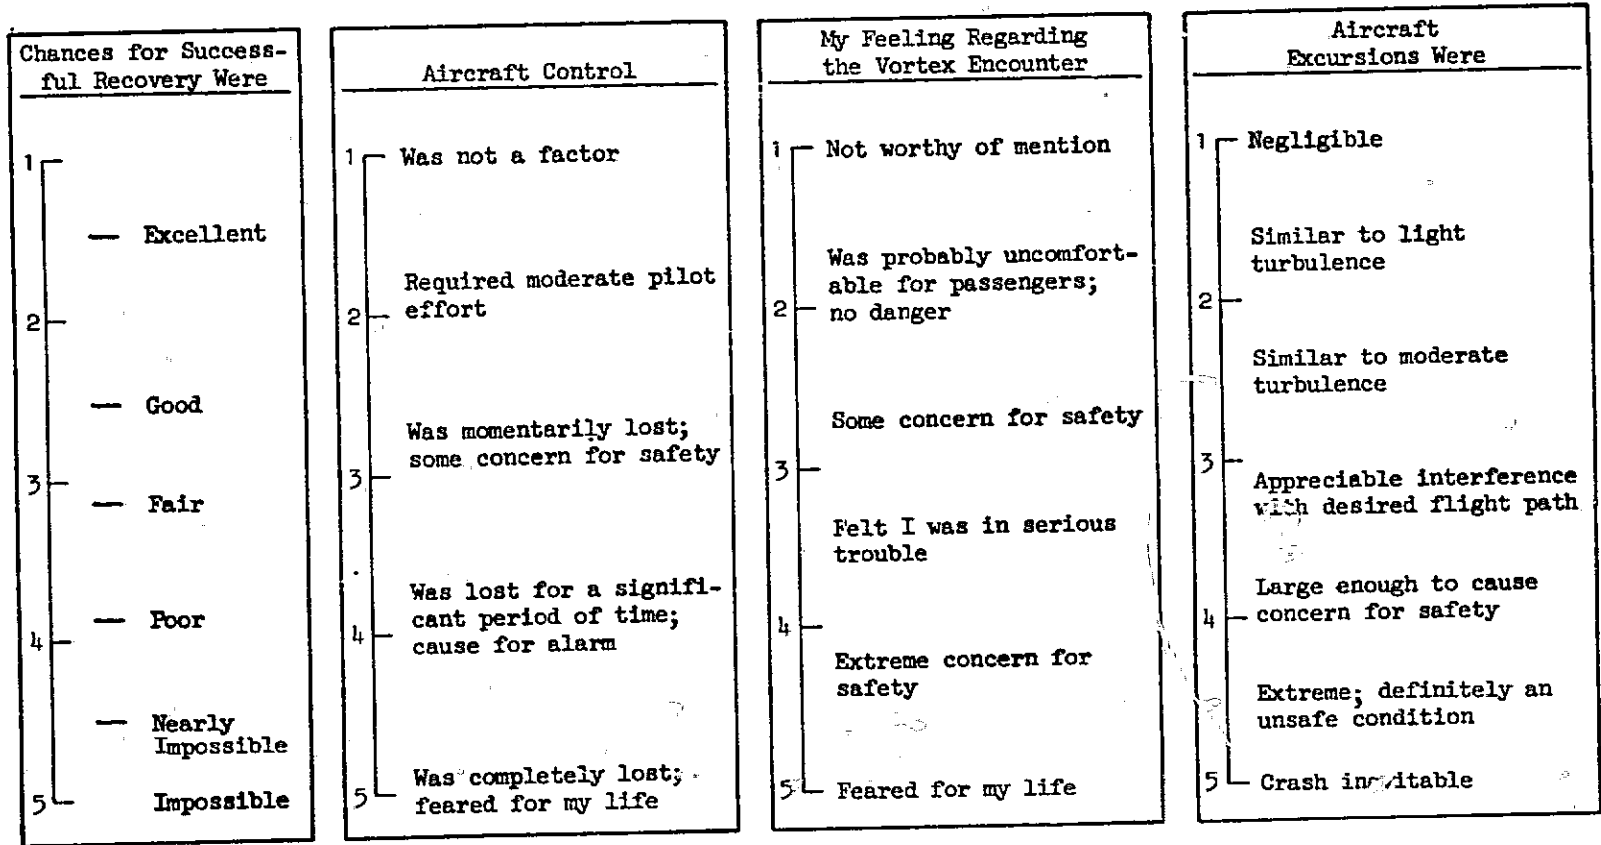 Chances for Success-
ful Recovery Were
1
Excellent
2
Good
3
Fair
Poor
4
Nearly
Impossible
5 Impossible
Aircraft Control
1 Was not a factor
Required moderate pilot
2 effort
Was momentarily lost;
some concern for safety
3
Was lost for a signifi-
cant period of time;
4 cause for alarm
Was completely lost;
5 feared for my life
My Feeling Regarding
the Vortex Encounter
1 Not worthy of mention
Was probably uncomfort-
able for passengers;
2 no danger
Some concern for safety
3
Felt I was in serious
trouble
4
Extreme concern for
safety
5 Feared for my life
Aircraft
Excursions Were
1 Negligible
Similar to light
turbulence
2
Similar to moderate
turbulence
3
Appreciable interference
with desired flight path
Large enough to cause
4 concern for safety
Extreme; definitely an
unsafe condition
5 Crash inevitable